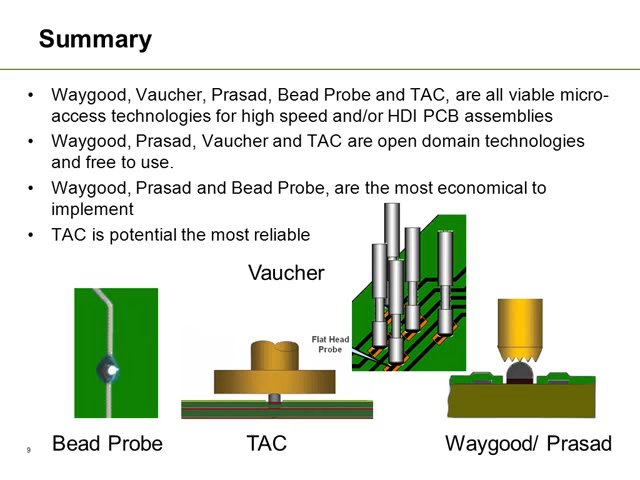 Summary
• Waygood, Vaucher, Prasad, Bead Probe and TAC, are all viable micro-
access technologies for high speed and/or HDI PCB assemblies
• Waygood, Prasad, Vaucher and TAC are open domain technologies
and free to use.
• Waygood, Prasad and Bead Probe, are the most economical to
implement
• TAC is potential the most reliable
Vaucher
Flat Head
Probe
Bead Probe
TAC
Waygood/ Prasad
9